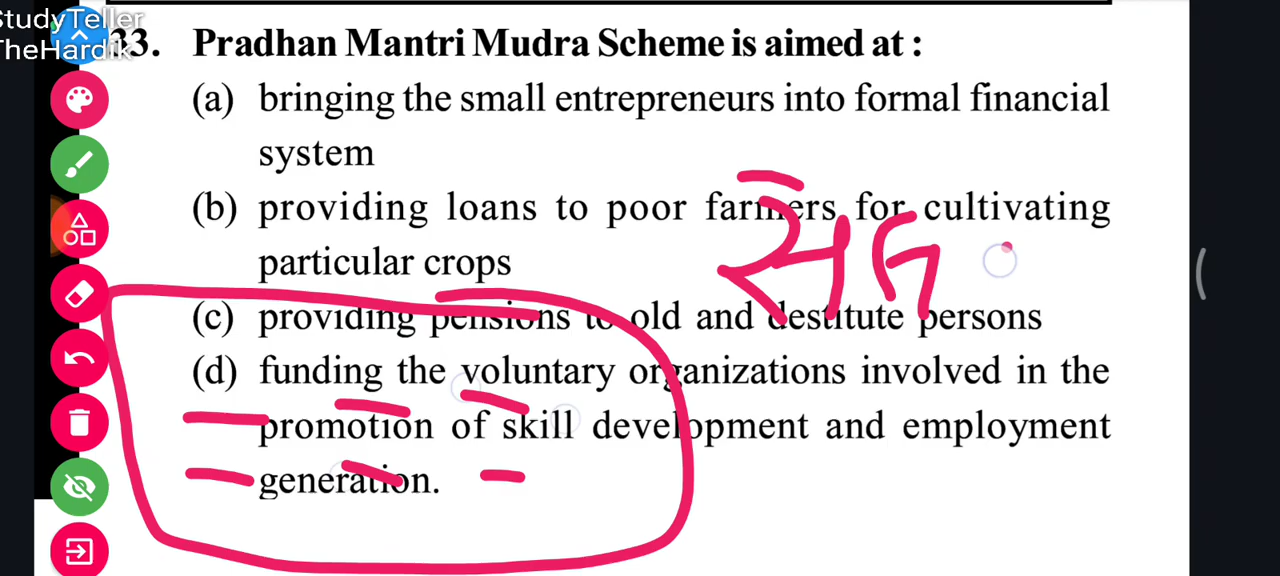 StudyTeller
TheHardik
33. Pradhan Mantri Mudra Scheme is aimed at :
(a) bringing the small entrepreneurs into formal financial
system
(b) providing loans to poor farmers for cultivating
particular crops
(c) providing pensions to old and destitute persons
(d) funding the voluntary organizations involved in the
promotion of skill development and employment
generation.